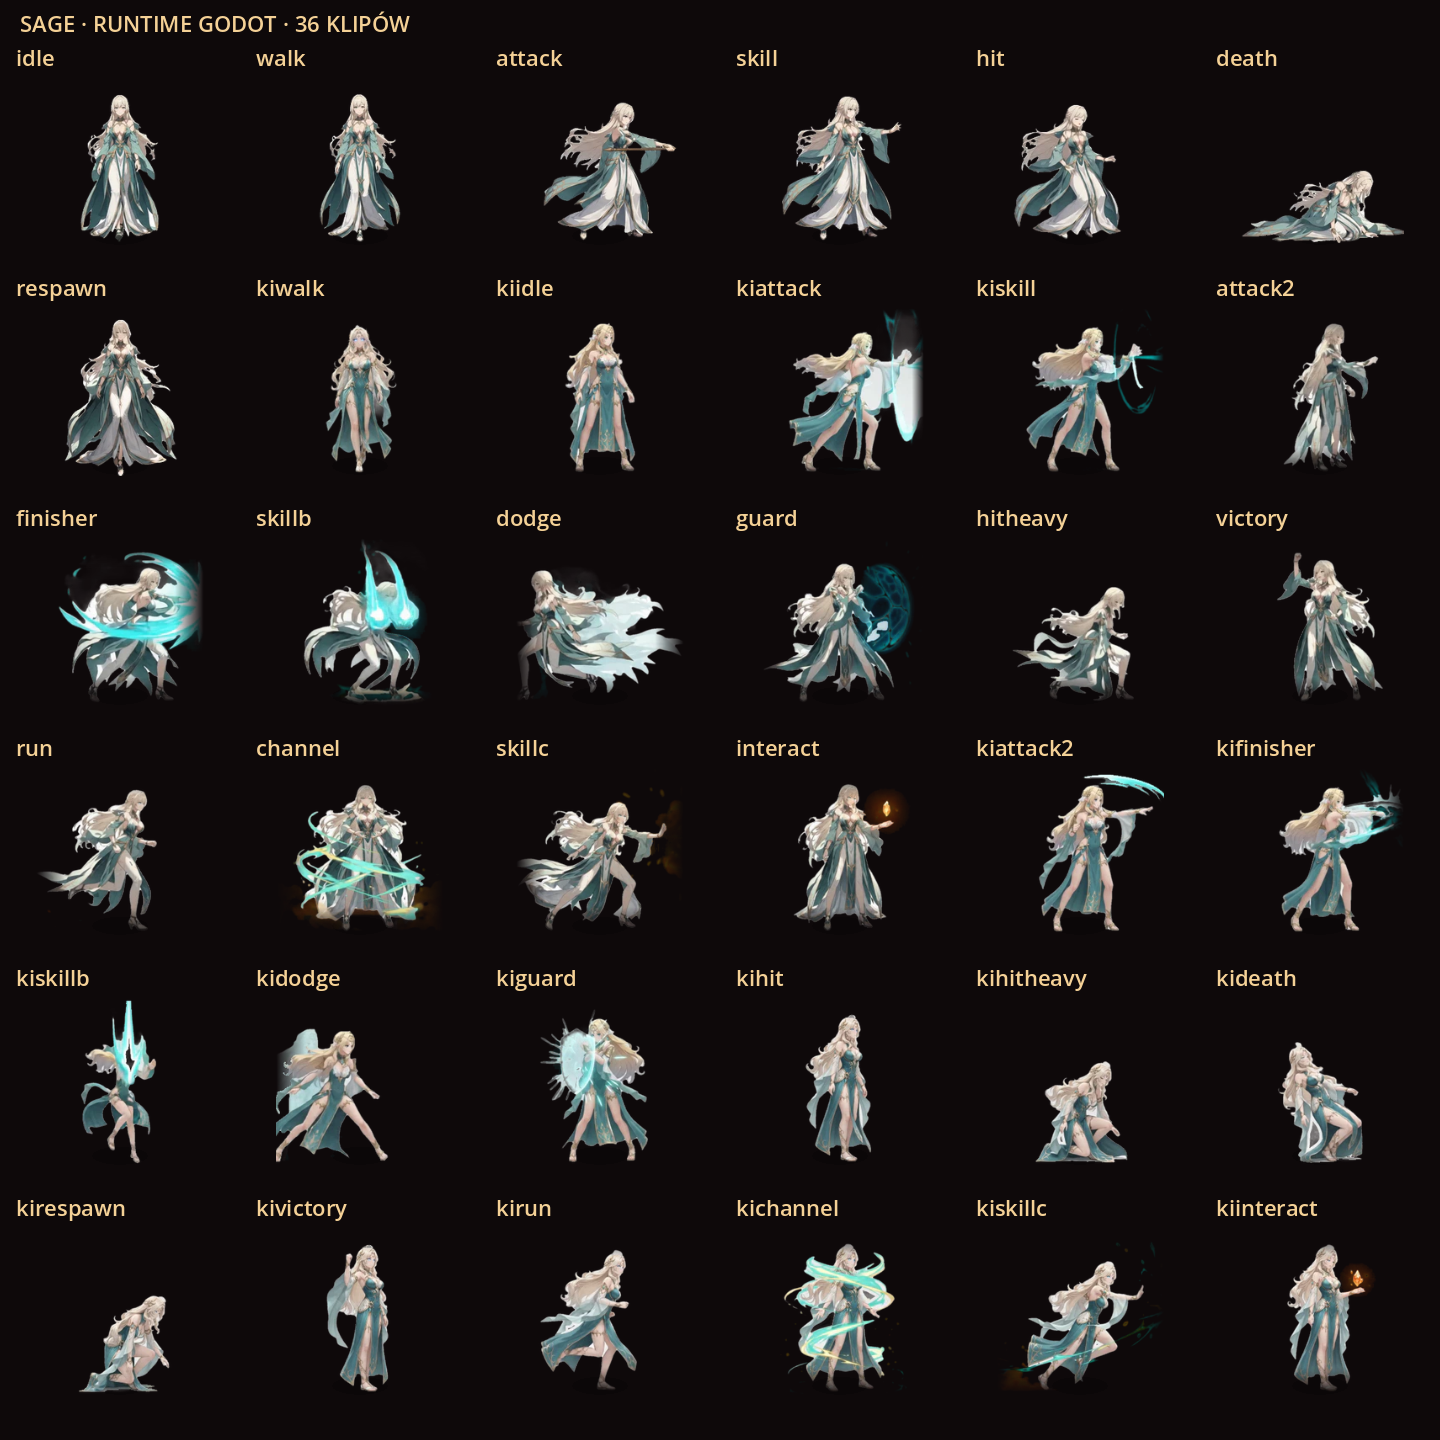 SAGE · RUNTIME GODOT · 36 KLIPÓW
idle walk attack skill hit death
respawn kiwalk kiidle kiattack kiskill attack2
finisher skillb dodge guard hitheavy victory
run channel skillc interact kiattack2 kifinisher
kiskillb kidodge kiguard kihit kihitheavy kideath
kirespawn kivictory kirun kichannel kiskillc kiinteract